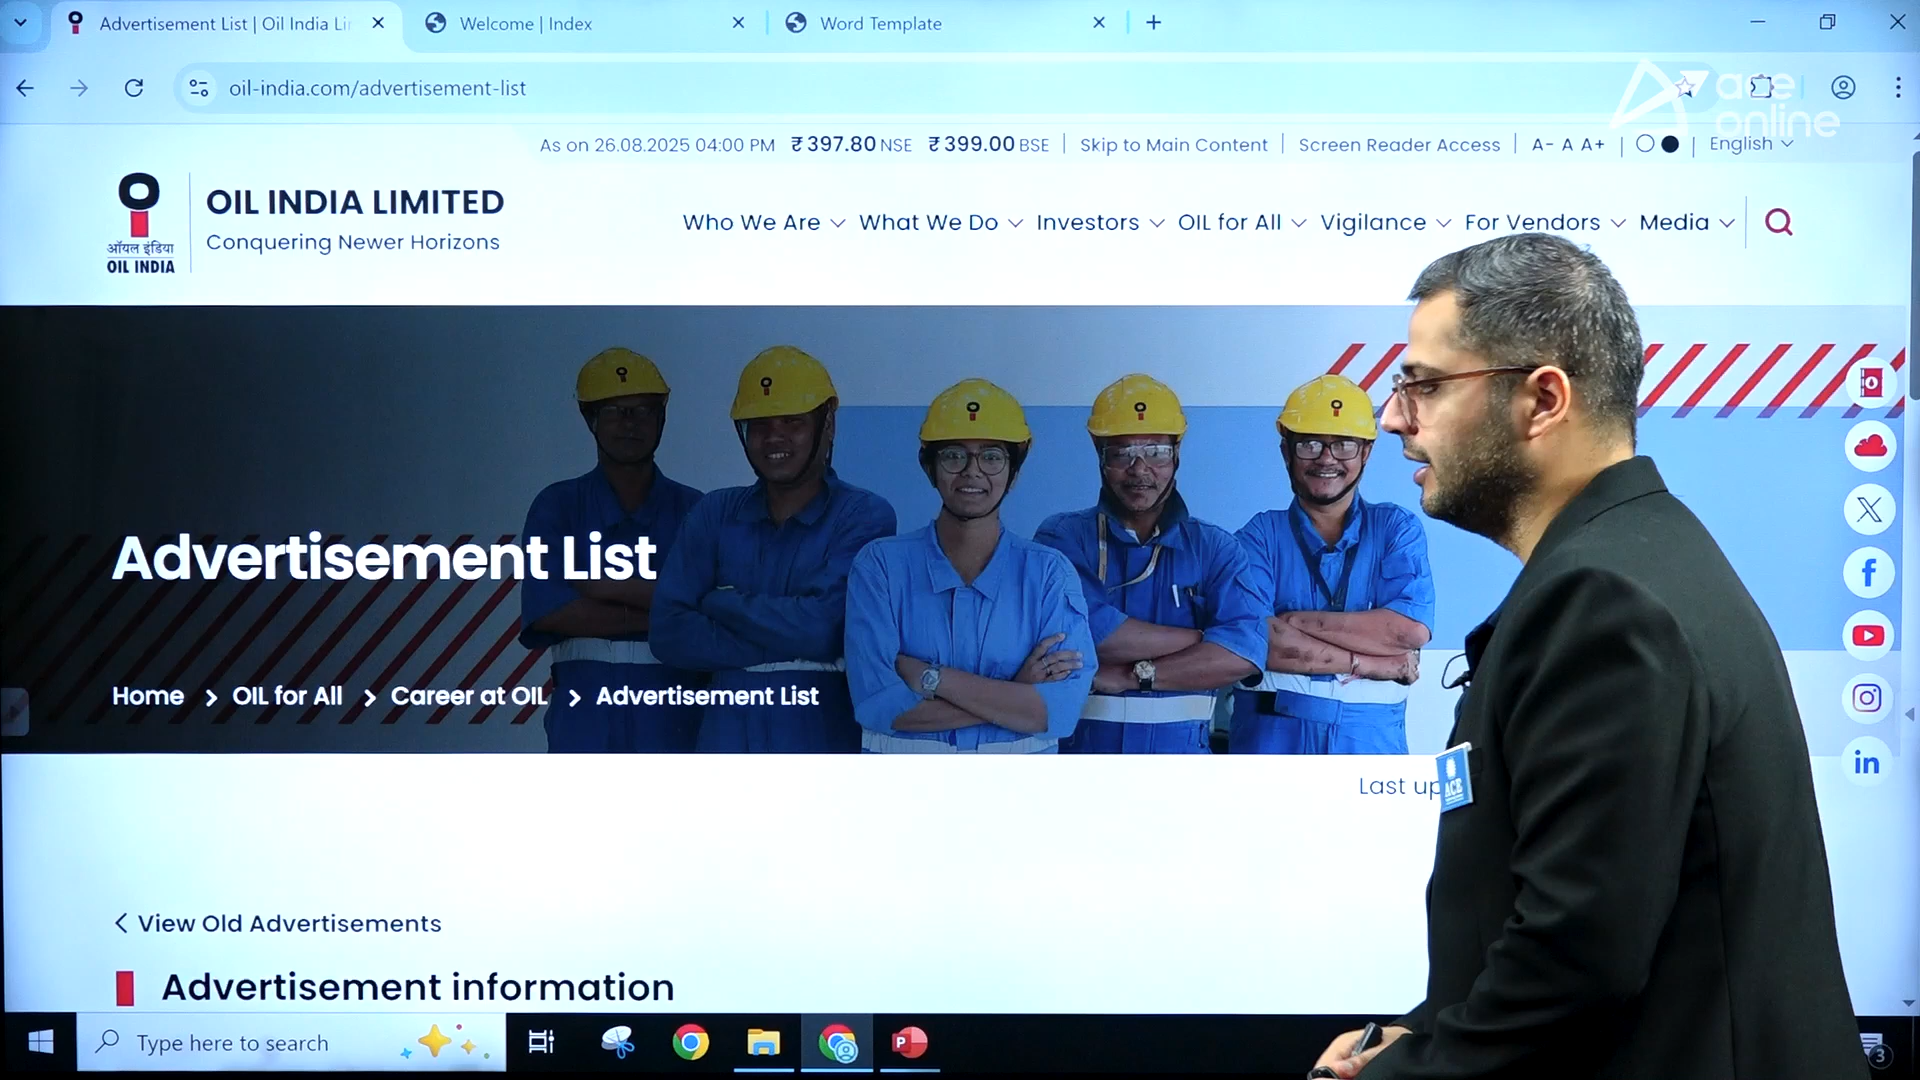 Advertisement List | Oil India Li
Welcome | Index
Word Template
oil-india.com/advertisement-list
ace
online
As on 26.08.2025 04:00 PM ₹397.80 NSE ₹399.00 BSE
Skip to Main Content
Screen Reader Access
A- A A+
English
ऑयल इंडिया
OIL INDIA
OIL INDIA LIMITED
Conquering Newer Horizons
Who We Are
What We Do
Investors
OIL for All
Vigilance
For Vendors
Media
Advertisement List
Home > OIL for All > Career at OIL > Advertisement List
Last up
ACE
View Old Advertisements
Advertisement information
Type here to search
3